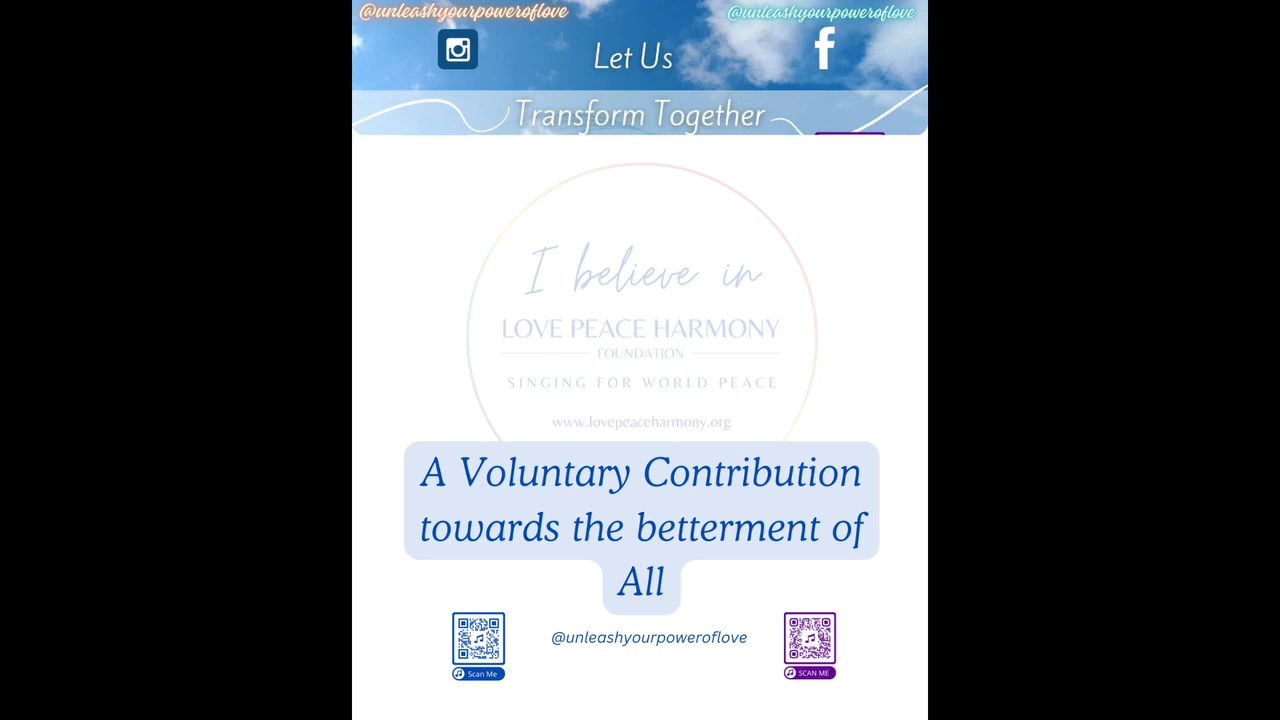 @unleashyourpoweroflove @unleashyourpoweroflove
Let Us
Transform Together
I believe in
LOVE PEACE HARMONY
FOUNDATION
SINGING FOR WORLD PEACE
www.lovepeaceharmony.org
A Voluntary Contribution
towards the betterment of
All
@unleashyourpoweroflove
Scan Me SCAN ME